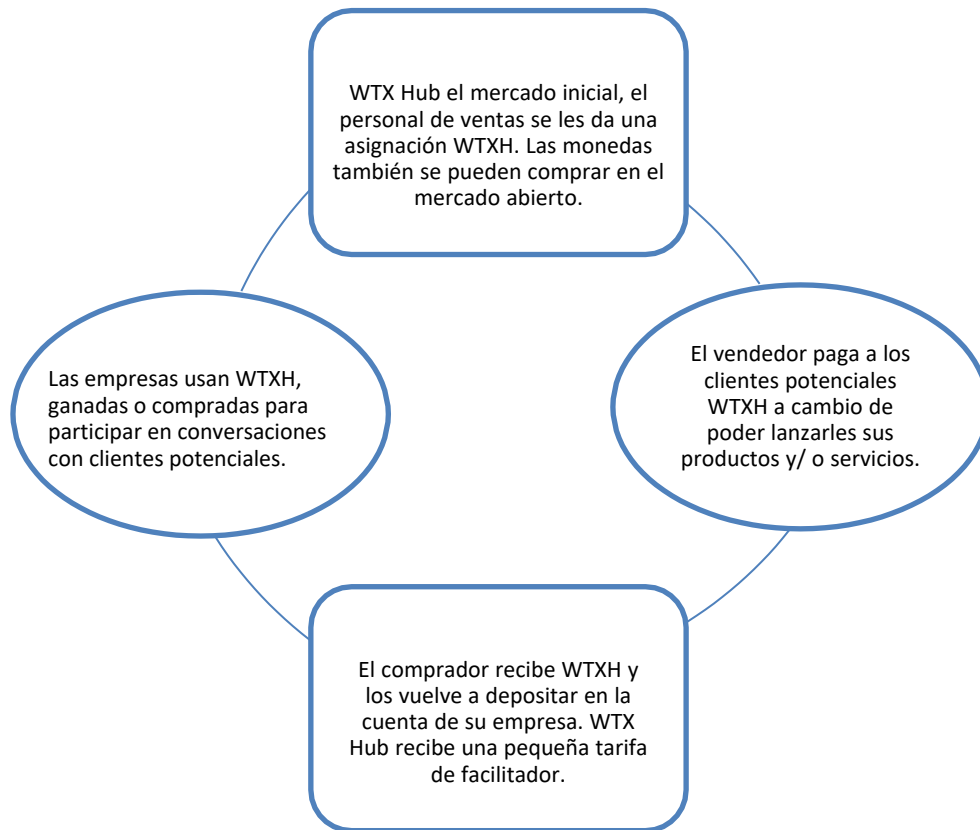 WTX Hub el mercado inicial, el
personal de ventas se les da una
asignación WTXH. Las monedas
también se pueden comprar en el
mercado abierto.
El vendedor paga a los
clientes potenciales
WTXH a cambio de
poder lanzarles sus
productos y/ o servicios.
El comprador recibe WTXH y
los vuelve a depositar en la
cuenta de su empresa. WTX
Hub recibe una pequeña tarifa
de facilitador.
Las empresas usan WTXH,
ganadas o compradas para
participar en conversaciones
con clientes potenciales.